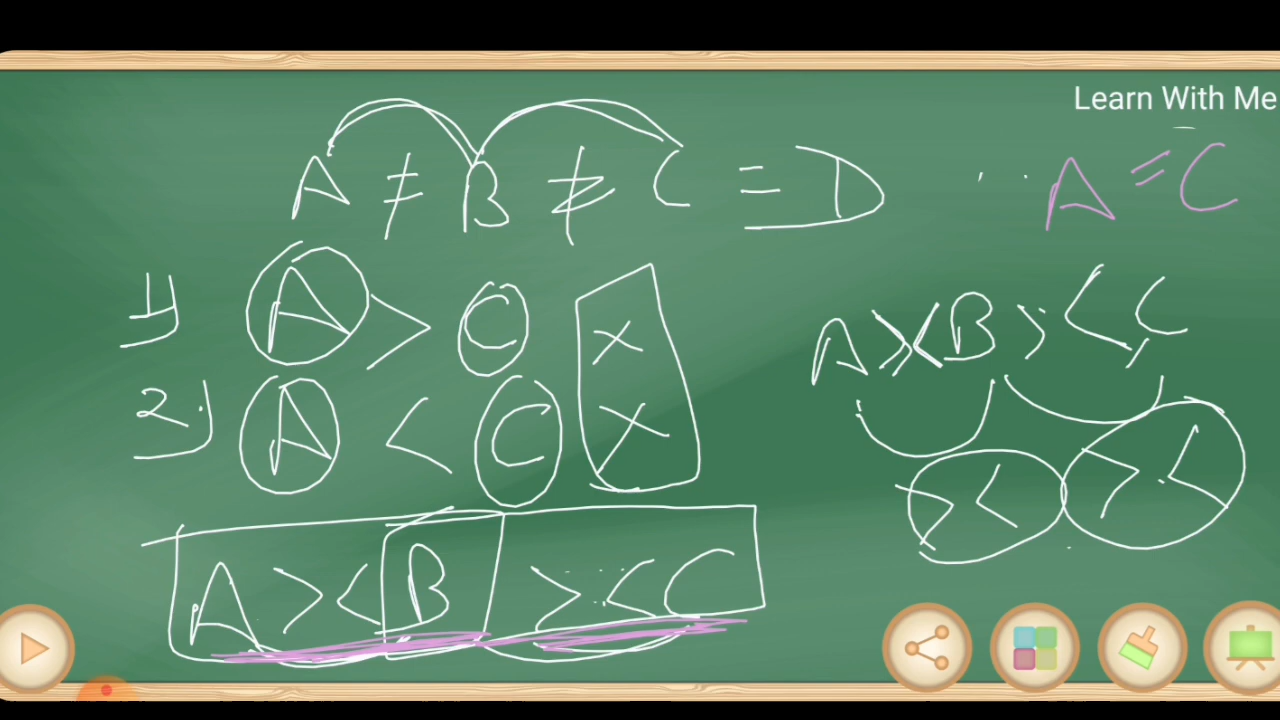 Learn With Me
A ≠ B ≠ C = D
A = C
1) A > C ×
2) A < C ×
A > < B > < C
A > < B > < C
> < > <